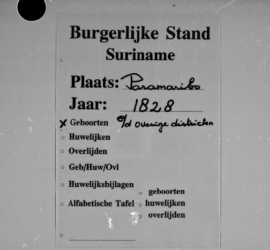 Burgerlijke Stand
Suriname
Plaats: Paramaribo
Jaar: 1828
x Geboorten o/d overige districten
Huwelijken
Overlijden
Geb/Huw/Ovl
Huwelijksbijlagen
geboorten
Alfabetische Tafel huwelijken
overlijden